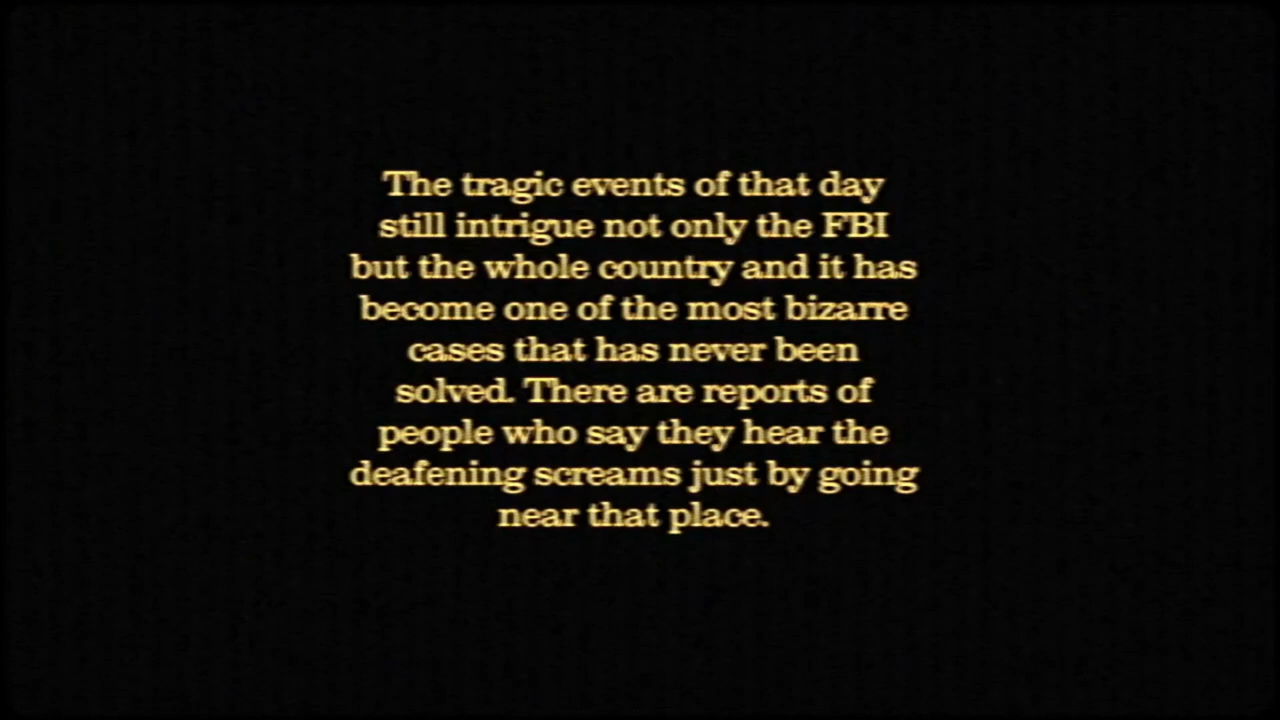 The tragic events of that day
still intrigue not only the FBI
but the whole country and it has
become one of the most bizarre
cases that has never been
solved. There are reports of
people who say they hear the
deafening screams just by going
near that place.